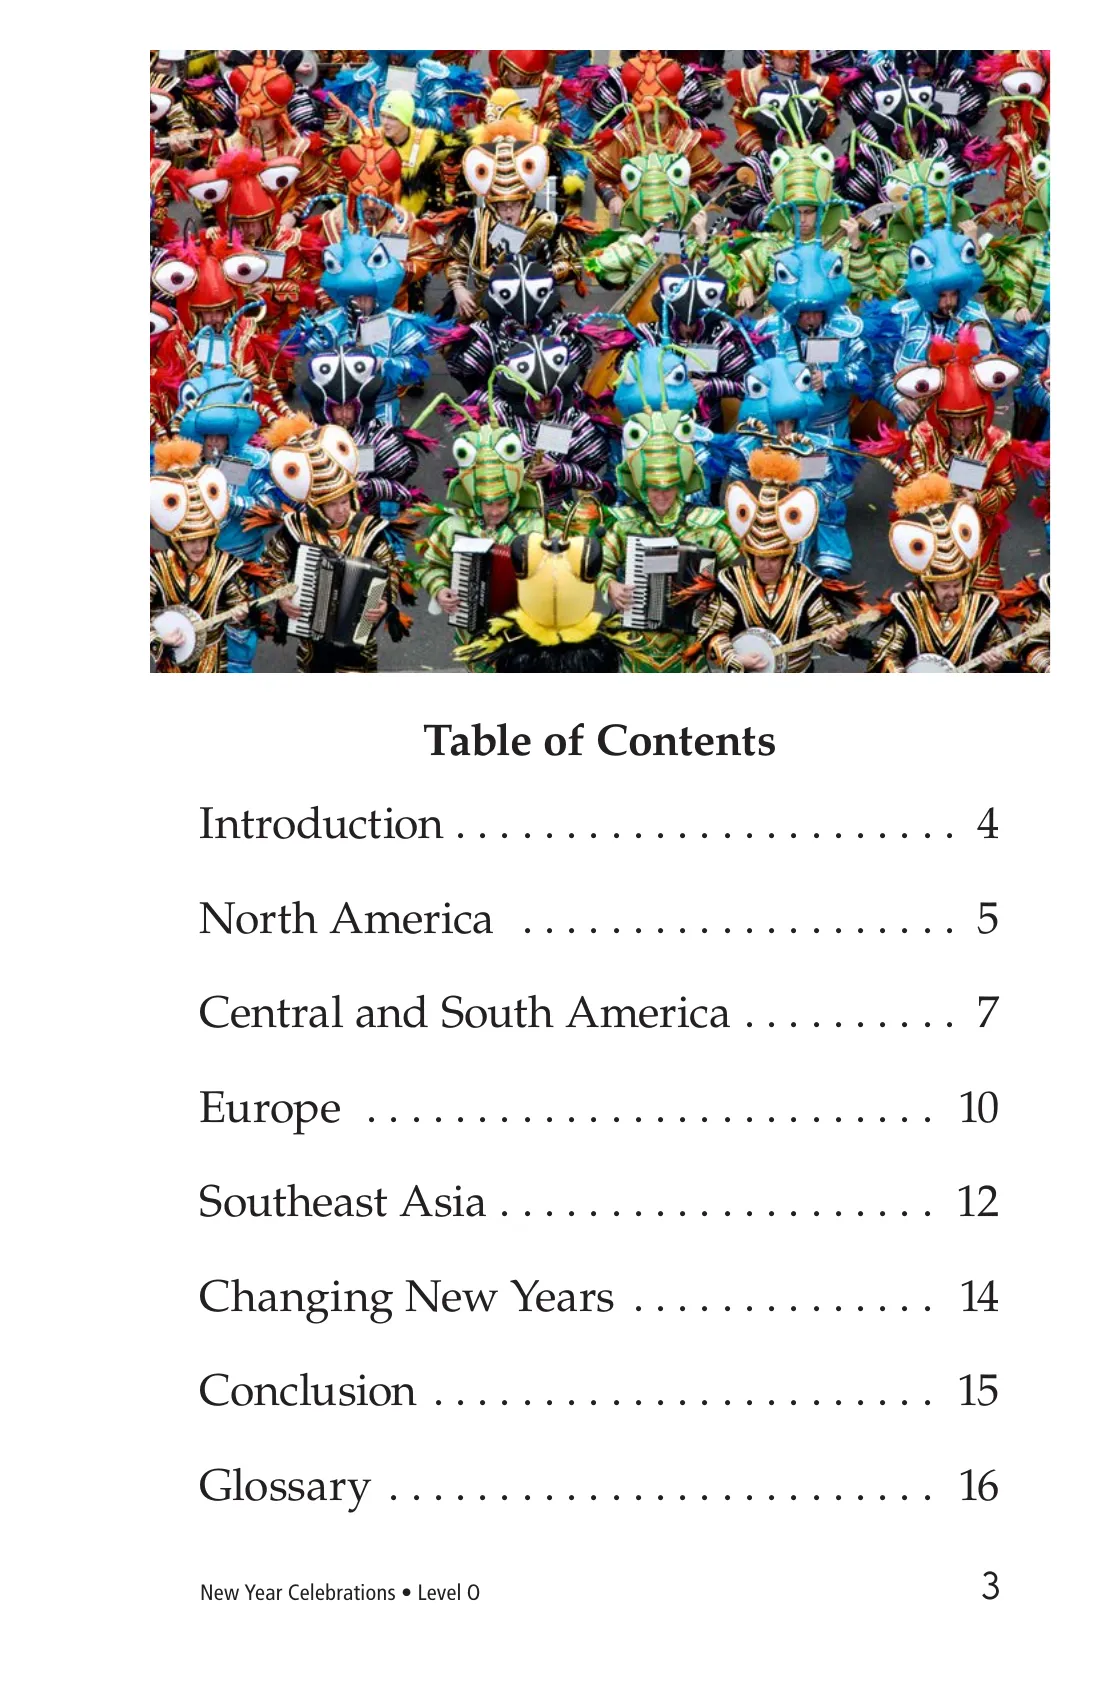 Table of Contents
Introduction . . . . . . . . . . . . . . . . . . . . . . . 4
North America . . . . . . . . . . . . . . . . . . . . 5
Central and South America . . . . . . . . . . 7
Europe . . . . . . . . . . . . . . . . . . . . . . . . . . 10
Southeast Asia . . . . . . . . . . . . . . . . . . . . 12
Changing New Years . . . . . . . . . . . . . . 14
Conclusion . . . . . . . . . . . . . . . . . . . . . . . 15
Glossary . . . . . . . . . . . . . . . . . . . . . . . . . 16
New Year Celebrations • Level O 3